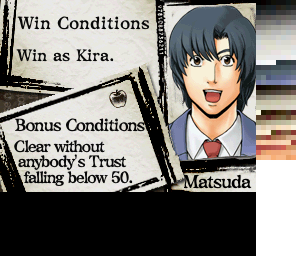 Win Conditions
Win as Kira.
Bonus Conditions
Clear without
anybody's Trust
falling below 50.
Matsuda